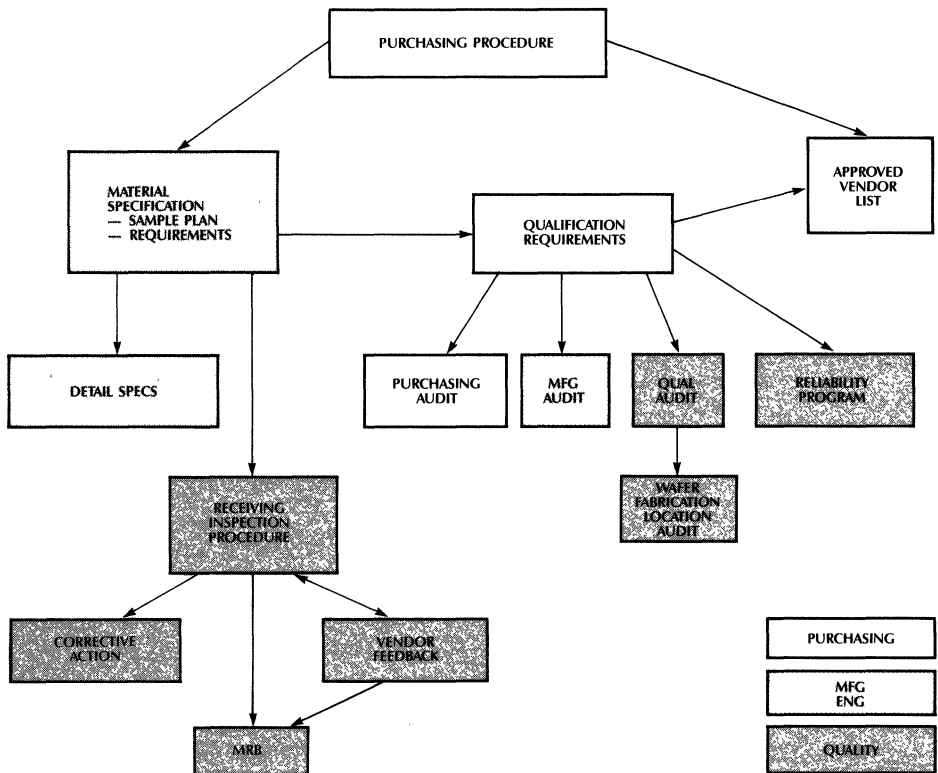 PURCHASING PROCEDURE
MATERIAL
SPECIFICATION
— SAMPLE PLAN
— REQUIREMENTS
QUALIFICATION
REQUIREMENTS
APPROVED
VENDOR
LIST
DETAIL SPECS
PURCHASING
AUDIT
MFG
AUDIT
QUAL
AUDIT
RELIABILITY
PROGRAM
RECEIVING
INSPECTION
PROCEDURE
WAFER
FABRICATION
LOCATION
AUDIT
CORRECTIVE
ACTION
VENDOR
FEEDBACK
MRB
PURCHASING
MFG
ENG
QUALITY